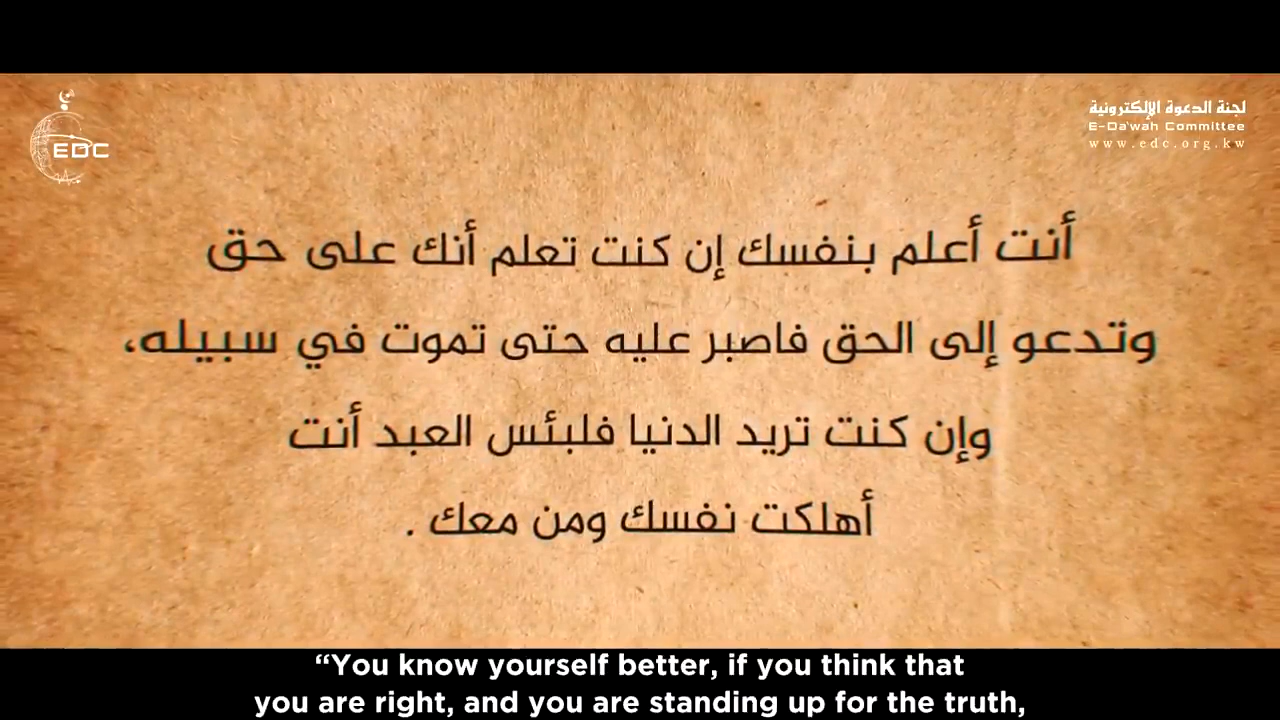 EDC
لجنة الدعوة الإلكترونية
E-Da'wah Committee
www.edc.org.kw
أنت أعلم بنفسك إن كنت تعلم أنك على حق
وتدعو إلى الحق فاصبر عليه حتى تموت في سبيله،
وإن كنت تريد الدنيا فلبئس العبد أنت
أهلكت نفسك ومن معك .
“You know yourself better, if you think that
you are right, and you are standing up for the truth,